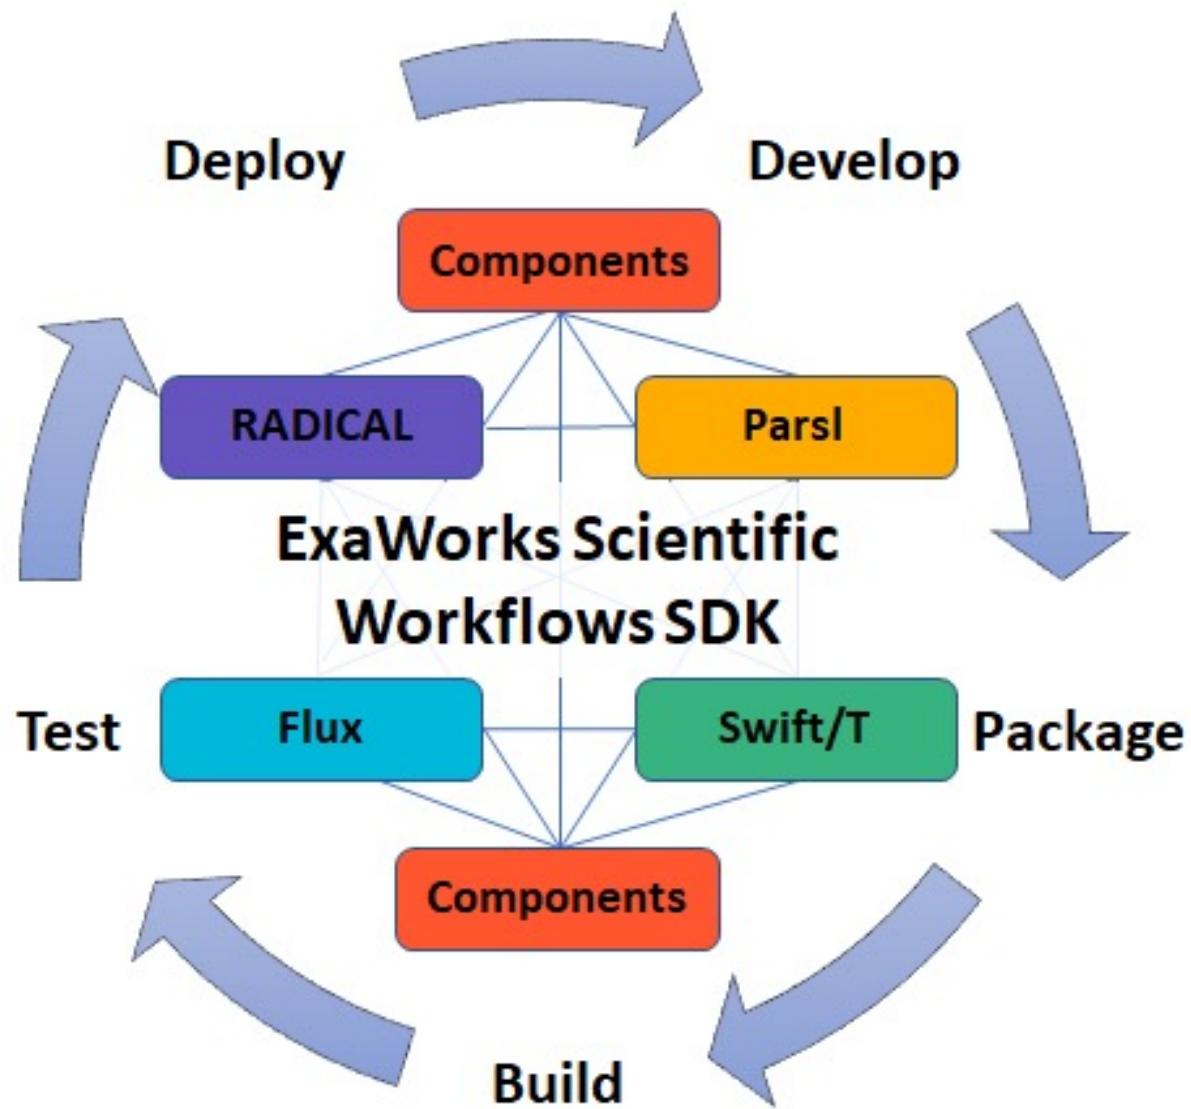 Deploy
Develop
Components
RADICAL
Parsl
ExaWorks Scientific
Workflows SDK
Test
Flux
Swift/T
Package
Components
Build